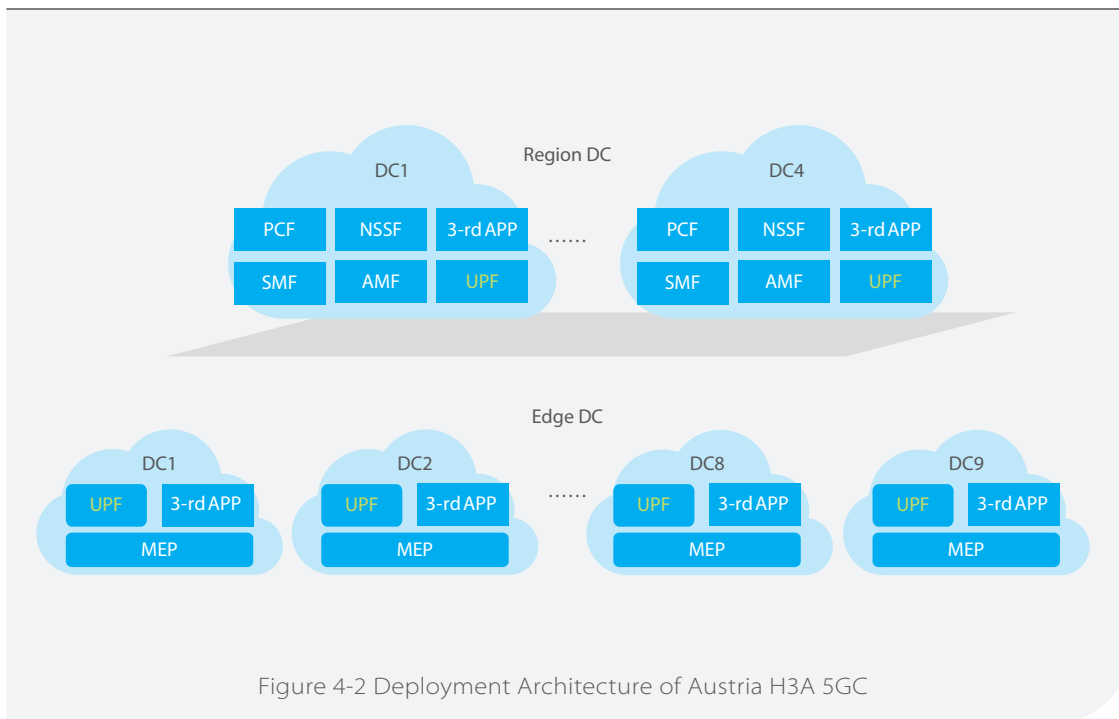 Region DC
DC1
DC4
PCF NSSF 3-rd APP
SMF AMF UPF
......
PCF NSSF 3-rd APP
SMF AMF UPF
Edge DC
DC1
UPF 3-rd APP
MEP
DC2
UPF 3-rd APP
MEP
......
DC8
UPF 3-rd APP
MEP
DC9
UPF 3-rd APP
MEP
Figure 4-2 Deployment Architecture of Austria H3A 5GC